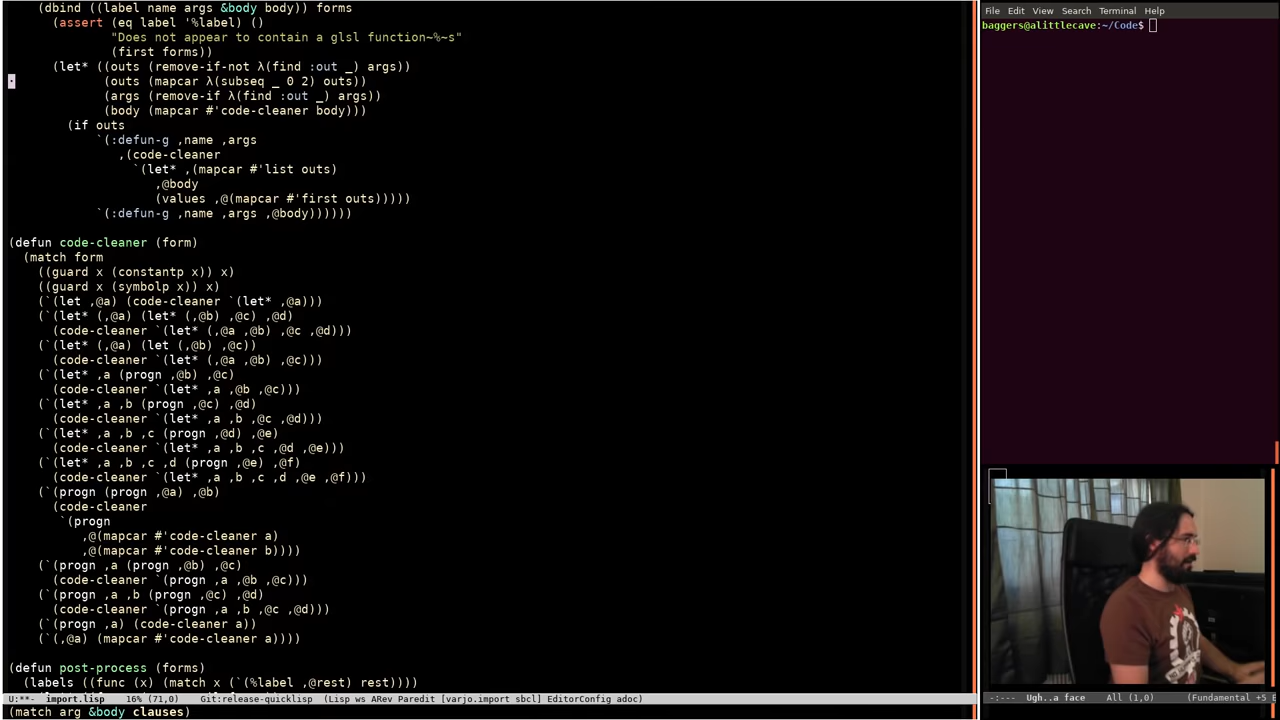 (dbind ((label name args &body body)) forms
(assert (eq label '%label) ()
"Does not appear to contain a glsl function~%~s"
(first forms))
(let* ((outs (remove-if-not λ(find :out _) args))
(outs (mapcar λ(subseq _ 0 2) outs))
(args (remove-if λ(find :out _) args))
(body (mapcar #'code-cleaner body)))
(if outs
`(:defun-g ,name ,args
,(code-cleaner
`(let* ,(mapcar #'list outs)
,@body
(values ,@(mapcar #'first outs)))))
`(:defun-g ,name ,args ,@body))))))
(defun code-cleaner (form)
(match form
((guard x (constantp x)) x)
((guard x (symbolp x)) x)
(`(let ,@a) (code-cleaner `(let* ,@a)))
(`(let* (,@a) (let* (,@b) ,@c) ,@d)
(code-cleaner `(let* (,@a ,@b) ,@c ,@d)))
(`(let* (,@a) (let (,@b) ,@c))
(code-cleaner `(let* (,@a ,@b) ,@c)))
(`(let* ,a (progn ,@b) ,@c)
(code-cleaner `(let* ,a ,@b ,@c)))
(`(let* ,a ,b (progn ,@c) ,@d)
(code-cleaner `(let* ,a ,b ,@c ,@d)))
(`(let* ,a ,b ,c (progn ,@d) ,@e)
(code-cleaner `(let* ,a ,b ,c ,@d ,@e)))
(`(let* ,a ,b ,c ,d (progn ,@e) ,@f)
(code-cleaner `(let* ,a ,b ,c ,d ,@e ,@f)))
(`(progn (progn ,@a) ,@b)
(code-cleaner
`(progn
,@(mapcar #'code-cleaner a)
,@(mapcar #'code-cleaner b))))
(`(progn ,a (progn ,@b) ,@c)
(code-cleaner `(progn ,a ,@b ,@c)))
(`(progn ,a ,b (progn ,@c) ,@d)
(code-cleaner `(progn ,a ,b ,@c ,@d)))
(`(progn ,a) (code-cleaner a))
(`(,@a) (mapcar #'code-cleaner a))))
(defun post-process (forms)
(labels ((func (x) (match x (`(%label ,@rest) rest))))
U:**- import.lisp 16% (71,0) Git:release-quicklisp (Lisp ws ARev Paredit [varjo.import sbcl] EditorConfig adoc)
(match arg &body clauses)
File Edit View Search Terminal Help
baggers@alittlecave:~/Code$
-:--- Ugh..a face All (1,0) (Fundamental +5